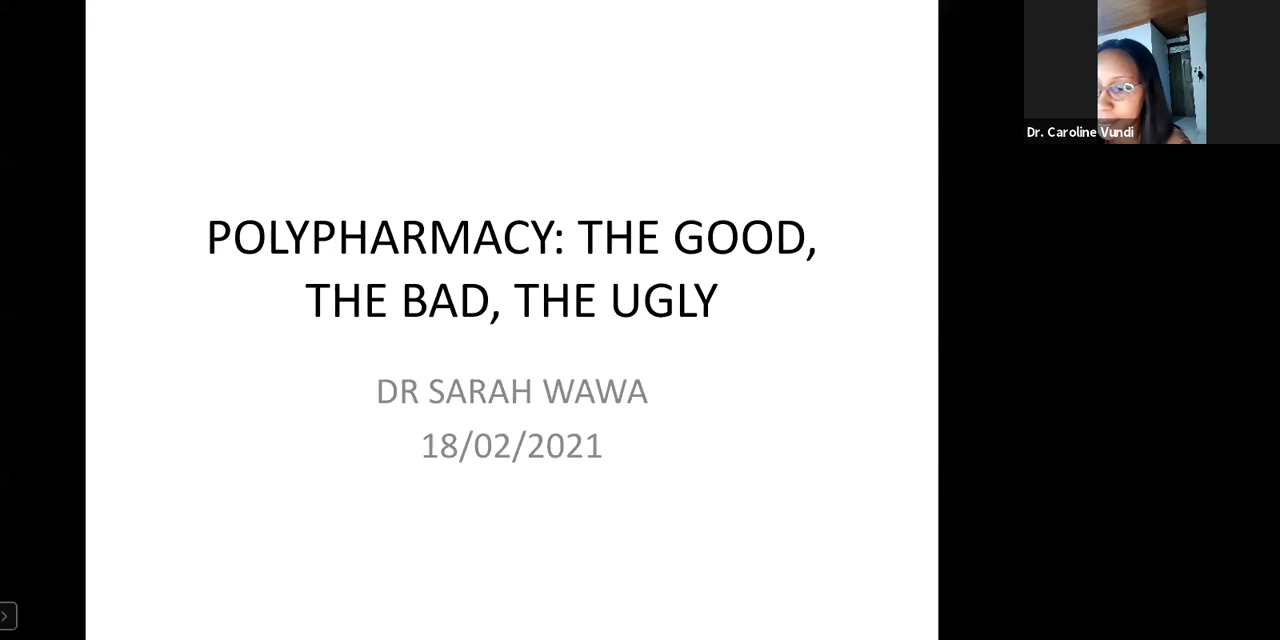 POLYPHARMACY: THE GOOD,
THE BAD, THE UGLY
DR SARAH WAWA
18/02/2021
Dr. Caroline Vundi